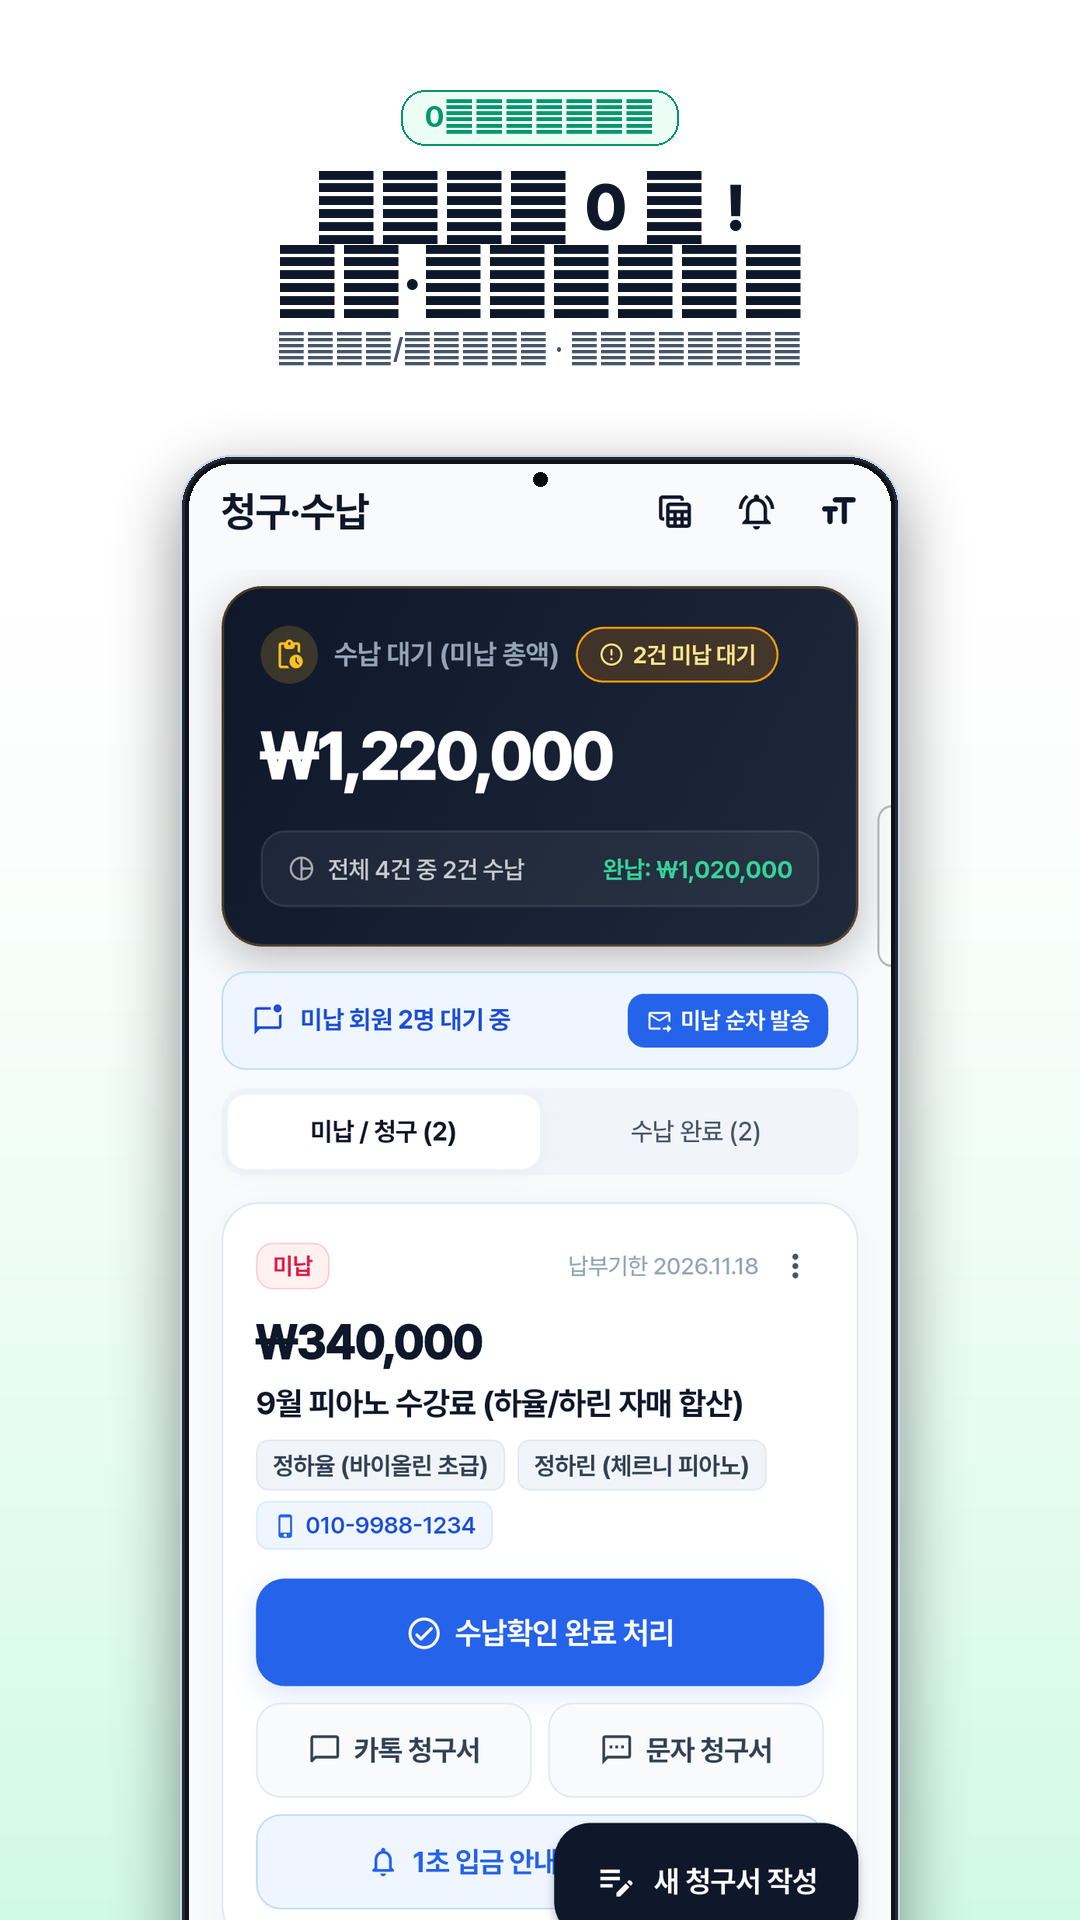 0
0 !
·
/ ·
청구·수납
수납 대기 (미납 총액)
2건 미납 대기
₩1,220,000
전체 4건 중 2건 수납
완납: ₩1,020,000
미납 회원 2명 대기 중
미납 순차 발송
미납 / 청구 (2)
수납 완료 (2)
미납
납부기한 2026.11.18
₩340,000
9월 피아노 수강료 (하율/하린 자매 합산)
정하율 (바이올린 초급)
정하린 (체르니 피아노)
010-9988-1234
수납확인 완료 처리
카톡 청구서
문자 청구서
1초 입금 안내
새 청구서 작성